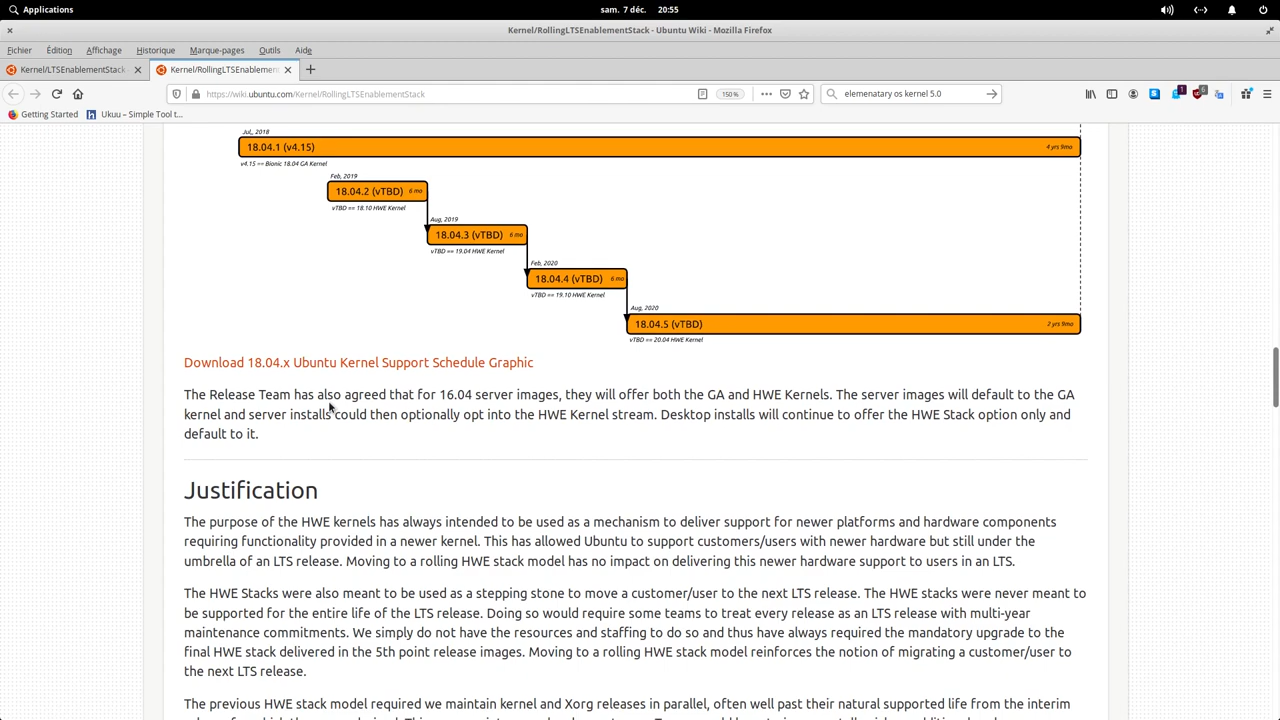 Applications
sam. 7 déc. 20:55
Kernel/RollingLTSEnablementStack - Ubuntu Wiki - Mozilla Firefox
Fichier Édition Affichage Historique Marque-pages Outils Aide
Kernel/LTSEnablementStack
Kernel/RollingLTSEnablemen
https://wiki.ubuntu.com/Kernel/RollingLTSEnablementStack
150 %
elemenatary os kernel 5.0
1
6
Getting Started
Ukuu – Simple Tool t...
Jul, 2018
18.04.1 (v4.15)
4 yrs 9mo
v4.15 == Bionic 18.04 GA Kernel
Feb, 2019
18.04.2 (vTBD) 6 mo
vTBD == 18.10 HWE Kernel
Aug, 2019
18.04.3 (vTBD) 6 mo
vTBD == 19.04 HWE Kernel
Feb, 2020
18.04.4 (vTBD) 6 mo
vTBD == 19.10 HWE Kernel
Aug, 2020
18.04.5 (vTBD)
2 yrs 9mo
vTBD == 20.04 HWE Kernel
Download 18.04.x Ubuntu Kernel Support Schedule Graphic
The Release Team has also agreed that for 16.04 server images, they will offer both the GA and HWE Kernels. The server images will default to the GA
kernel and server installs could then optionally opt into the HWE Kernel stream. Desktop installs will continue to offer the HWE Stack option only and
default to it.
Justification
The purpose of the HWE kernels has always intended to be used as a mechanism to deliver support for newer platforms and hardware components
requiring functionality provided in a newer kernel. This has allowed Ubuntu to support customers/users with newer hardware but still under the
umbrella of an LTS release. Moving to a rolling HWE stack model has no impact on delivering this newer hardware support to users in an LTS.
The HWE Stacks were also meant to be used as a stepping stone to move a customer/user to the next LTS release. The HWE stacks were never meant to
be supported for the entire life of the LTS release. Doing so would require some teams to treat every release as an LTS release with multi-year
maintenance commitments. We simply do not have the resources and staffing to do so and thus have always required the mandatory upgrade to the
final HWE stack delivered in the 5th point release images. Moving to a rolling HWE stack model reinforces the notion of migrating a customer/user to
the next LTS release.
The previous HWE stack model required we maintain kernel and Xorg releases in parallel, often well past their natural supported life from the interim